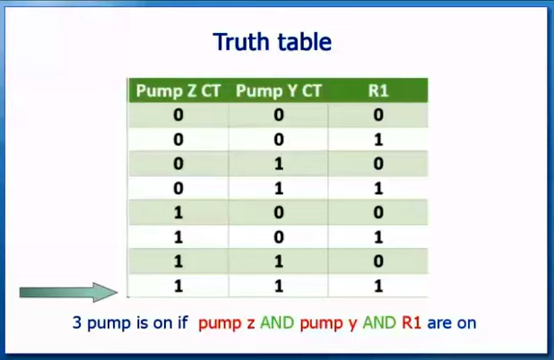 Truth table
Pump Z CT Pump Y CT R1
0 0 0
0 0 1
0 1 0
0 1 1
1 0 0
1 0 1
1 1 0
1 1 1
3 pump is on if pump z AND pump y AND R1 are on